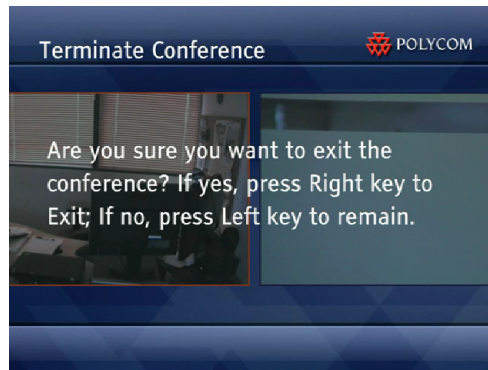 Terminate Conference
POLYCOM
Are you sure you want to exit the
conference? If yes, press Right key to
Exit; If no, press Left key to remain.